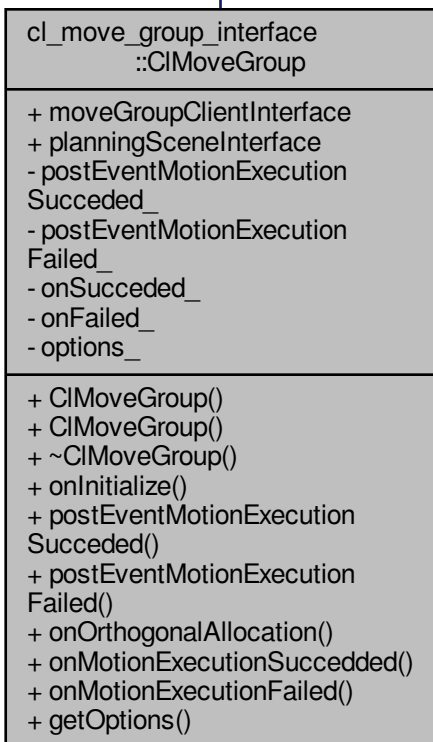 cl_move_group_interface
::ClMoveGroup
+ moveGroupClientInterface
+ planningSceneInterface
- postEventMotionExecution
Succeded_
- postEventMotionExecution
Failed_
- onSucceded_
- onFailed_
- options_
+ ClMoveGroup()
+ ClMoveGroup()
+ ~ClMoveGroup()
+ onInitialize()
+ postEventMotionExecution
Succeded()
+ postEventMotionExecution
Failed()
+ onOrthogonalAllocation()
+ onMotionExecutionSuccedded()
+ onMotionExecutionFailed()
+ getOptions()